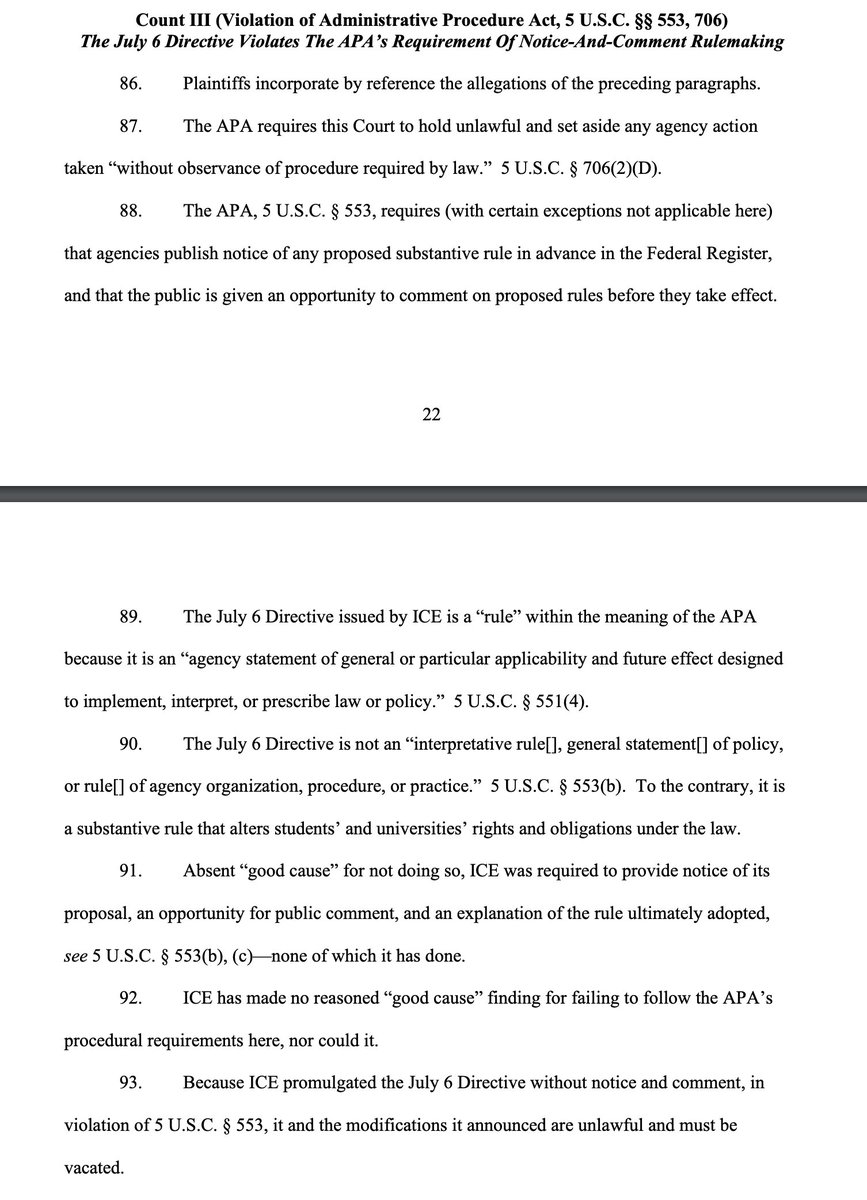 Count III (Violation of Administrative Procedure Act, 5 U.S.C. §§ 553, 706)
The July 6 Directive Violates The APA’s Requirement Of Notice-And-Comment Rulemaking
86. Plaintiffs incorporate by reference the allegations of the preceding paragraphs.
87. The APA requires this Court to hold unlawful and set aside any agency action
taken “without observance of procedure required by law.” 5 U.S.C. § 706(2)(D).
88. The APA, 5 U.S.C. § 553, requires (with certain exceptions not applicable here)
that agencies publish notice of any proposed substantive rule in advance in the Federal Register,
and that the public is given an opportunity to comment on proposed rules before they take effect.
22
89. The July 6 Directive issued by ICE is a “rule” within the meaning of the APA
because it is an “agency statement of general or particular applicability and future effect designed
to implement, interpret, or prescribe law or policy.” 5 U.S.C. § 551(4).
90. The July 6 Directive is not an “interpretative rule[], general statement[] of policy,
or rule[] of agency organization, procedure, or practice.” 5 U.S.C. § 553(b). To the contrary, it is
a substantive rule that alters students’ and universities’ rights and obligations under the law.
91. Absent “good cause” for not doing so, ICE was required to provide notice of its
proposal, an opportunity for public comment, and an explanation of the rule ultimately adopted,
see 5 U.S.C. § 553(b), (c)—none of which it has done.
92. ICE has made no reasoned “good cause” finding for failing to follow the APA’s
procedural requirements here, nor could it.
93. Because ICE promulgated the July 6 Directive without notice and comment, in
violation of 5 U.S.C. § 553, it and the modifications it announced are unlawful and must be
vacated.